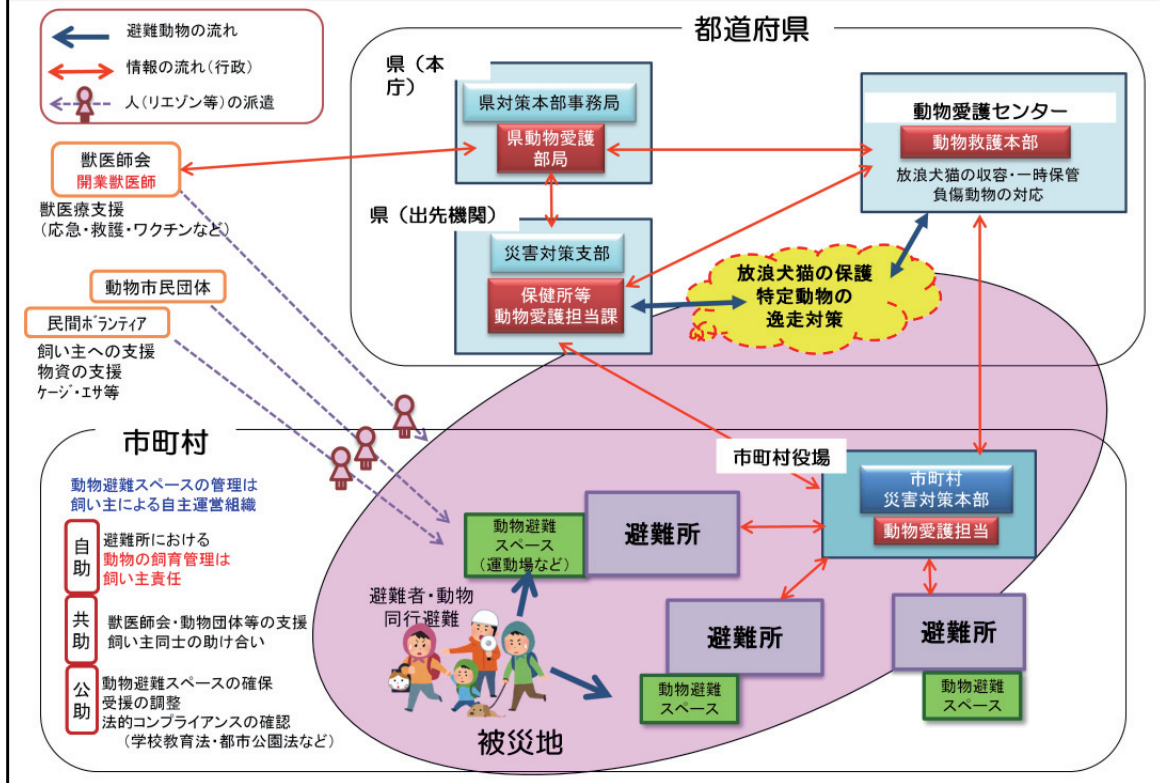 避難動物の流れ
情報の流れ(行政)
人(リエゾン等)の派遣
都道府県
県(本
庁)
県対策本部事務局
県動物愛護
部局
動物愛護センター
動物救護本部
放浪犬猫の収容・一時保管
負傷動物の対応
獣医師会
開業獣医師
獣医療支援
(応急・救護・ワクチンなど)
県(出先機関)
災害対策支部
保健所等
動物愛護担当課
放浪犬猫の保護
特定動物の
逸走対策
動物市民団体
民間ボランティア
飼い主への支援
物資の支援
ケージ・エサ等
市町村
動物避難スペースの管理は
飼い主による自主運営組織
自助
避難所における
動物の飼育管理は
飼い主責任
共助
獣医師会・動物団体等の支援
飼い主同士の助け合い
公助
動物避難スペースの確保
受援の調整
法的コンプライアンスの確認
(学校教育法・都市公園法など)
市町村役場
市町村
災害対策本部
動物愛護担当
動物避難
スペース
(運動場など)
避難所
避難者・動物
同行避難
避難所
動物避難
スペース
避難所
動物避難
スペース
被災地